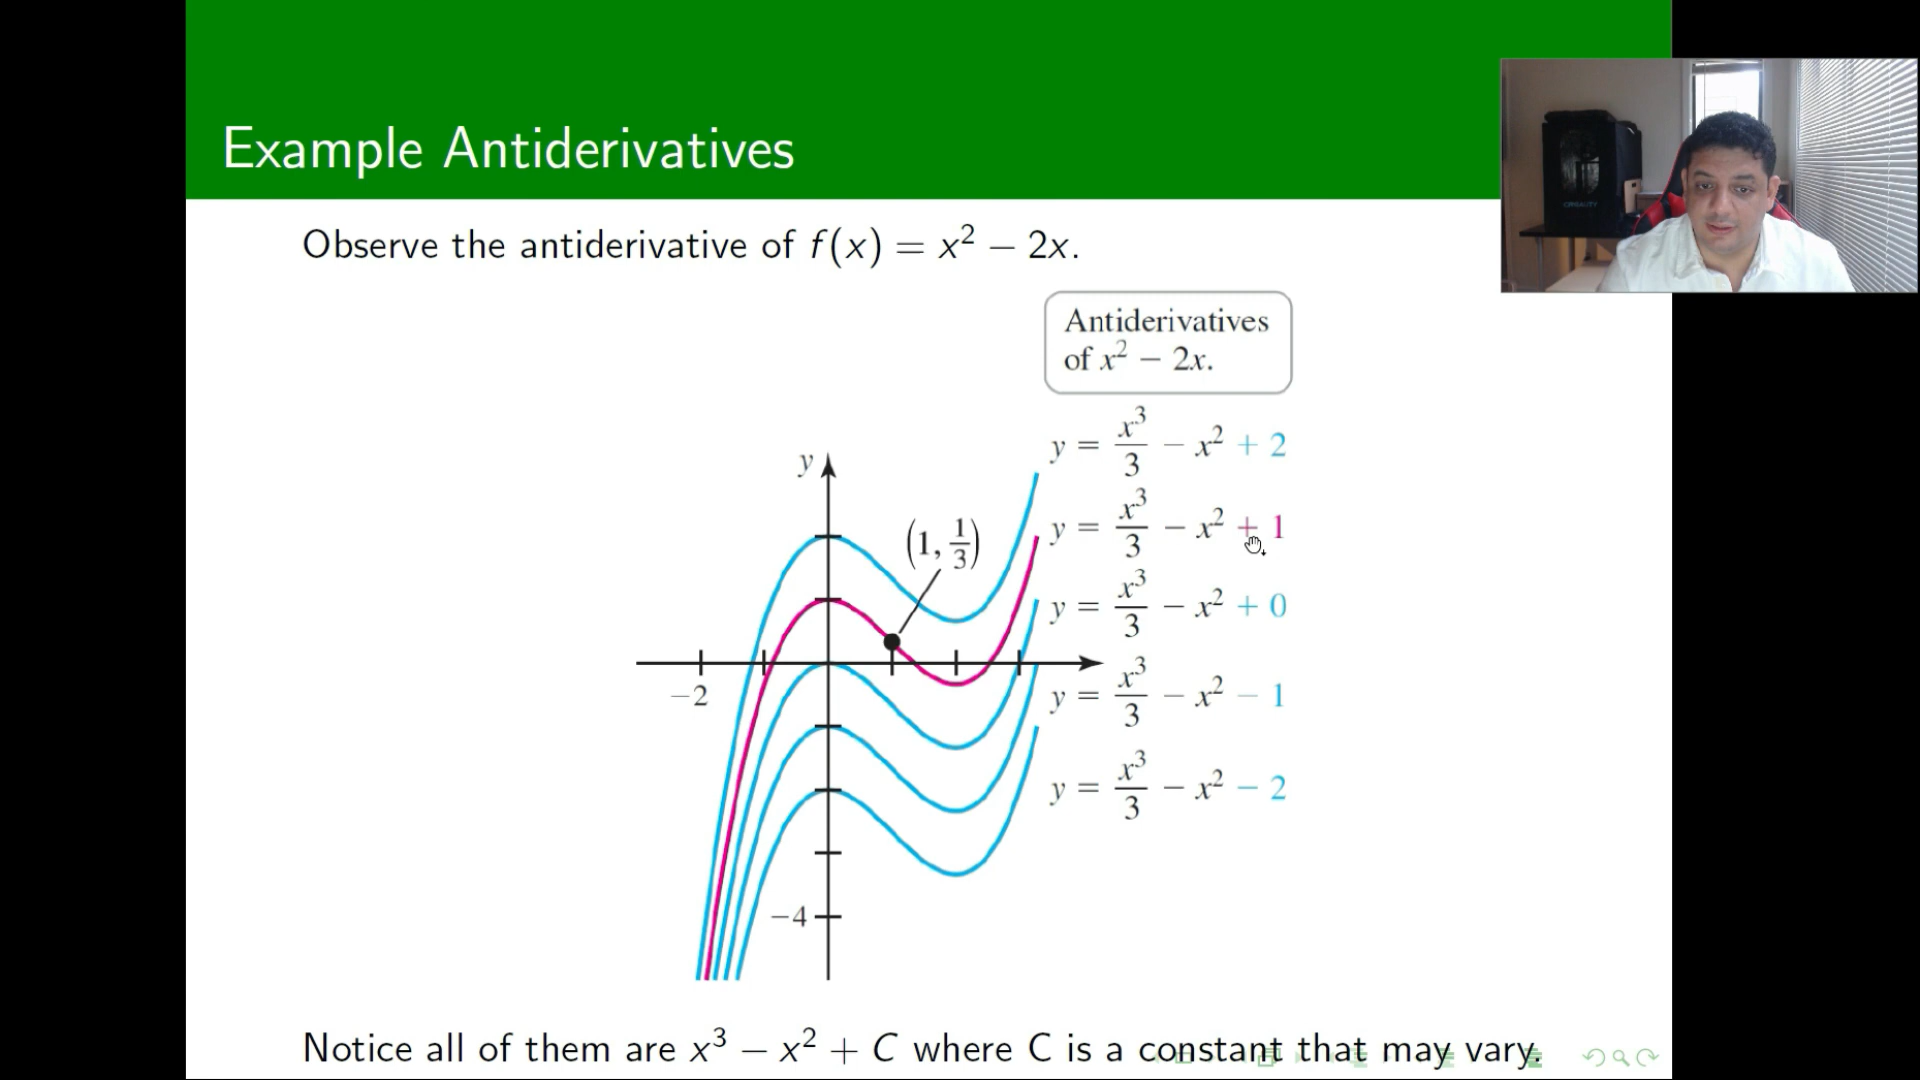 Example Antiderivatives
Observe the antiderivative of f(x) = x² − 2x.
Antiderivatives
of x² − 2x.
y = x³/3 − x² + 2
y
(1, 1/3)
y = x³/3 − x² + 1
y = x³/3 − x² + 0
−2
y = x³/3 − x² − 1
y = x³/3 − x² − 2
−4
Notice all of them are x³ − x² + C where C is a constant that may vary.